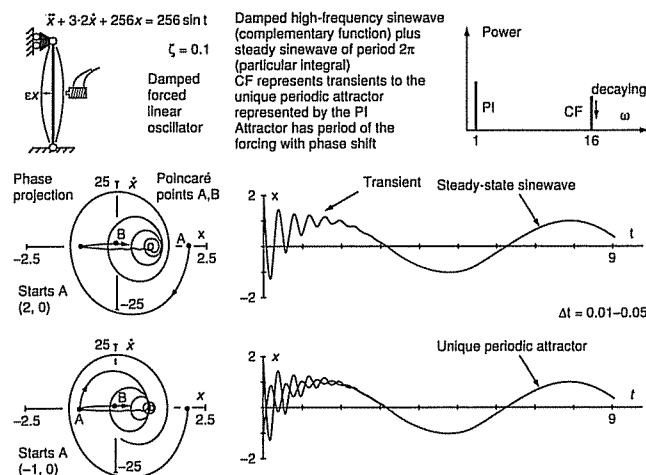 ẍ + 3·2ẋ + 256x = 256 sin t
ζ = 0.1
εx
Damped
forced
linear
oscillator
Damped high-frequency sinewave
(complementary function) plus
steady sinewave of period 2π
(particular integral)
CF represents transients to the
unique periodic attractor
represented by the PI
Attractor has period of the
forcing with phase shift
Power
decaying
PI
CF
ω
1
16
Phase
projection
25
ẋ
Poincaré
points A,B
B
A
x
-2.5
2.5
-25
Starts A
(2, 0)
2
x
Transient
Steady-state sinewave
t
9
-2
Δt = 0.01–0.05
25
ẋ
B
A
x
-2.5
2.5
-25
Starts A
(-1, 0)
2
x
Unique periodic attractor
t
9
-2